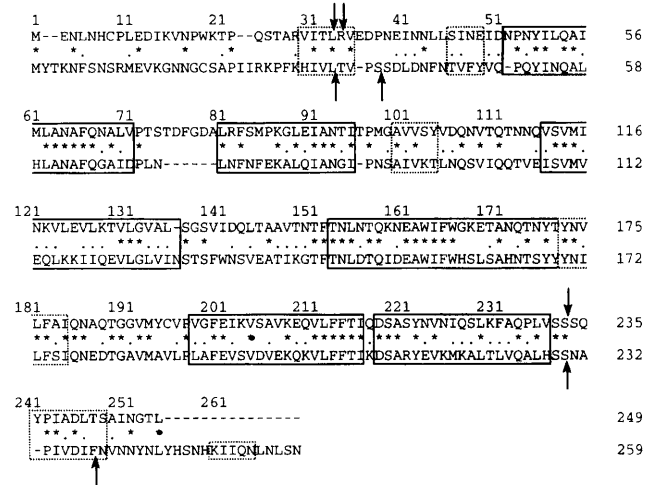 1 11 21 31 41 51
M--ENLNHCPLEDIKVNPWKTP--QSTARVITLRVEDPNEINNLLSINEIDNPNYILQAI 56
MYTKNFSNSRMEVKGNNGCSAPIIRKPFKHIVLTV-PSSDLDNFNTVFYVQ-PQYINQAL 58
61 71 81 91 101 111
MLANAFQNALVPTSTDFGDALRFSMPKGLEIANTITPMGAVVSYVDQNVTQTNNQVSVMI 116
HLANAFQGAIDPLN------LNFNFEKALQIANGI-PNSAIVKTLNQSVIQQTVEISVMV 112
121 131 141 151 161 171
NKVLEVLKTVLGVAL-SGSVIDQLTAAVTNTFTNLNTQKNEAWIFWGKETANQTNYTYNV 175
EQLKKIIQEVLGLVINSTSFWNSVEATIKGTFTNLDTQIDEAWIFWHSLSAHNTSYYYNI 172
181 191 201 211 221 231
LFAIQNAQTGGVMYCVPVGFEIKVSAVKEQVLFFTIQDSASYNVNIQSLKFAQPLVSSSQ 235
LFSIQNEDTGAVMAVLPLAFEVSVDVEKQKVLFFTIKDSARYEVKMKALTLVQALHSSNA 232
241 251 261
YPIADLTSAINGTL--------------- 249
-PIVDIFNVNNYNLYHSNHKIIQNLNLSN 259